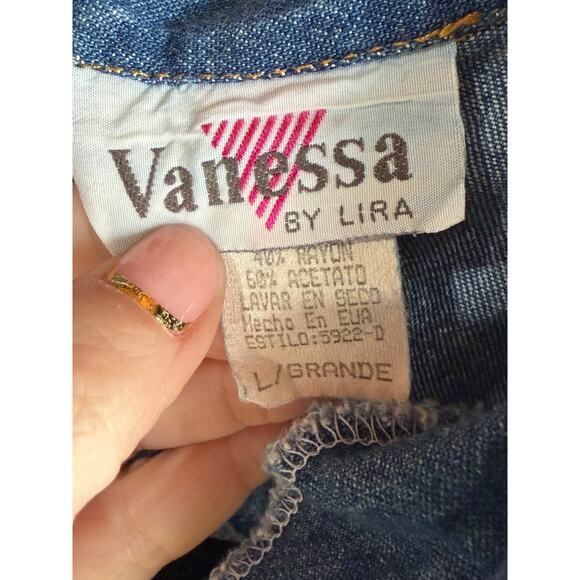 Vanessa
BY LIRA
40% RAYON
60% ACETATO
LAVAR EN SECO
Hecho En EUA
ESTILO:5922-D
L/GRANDE